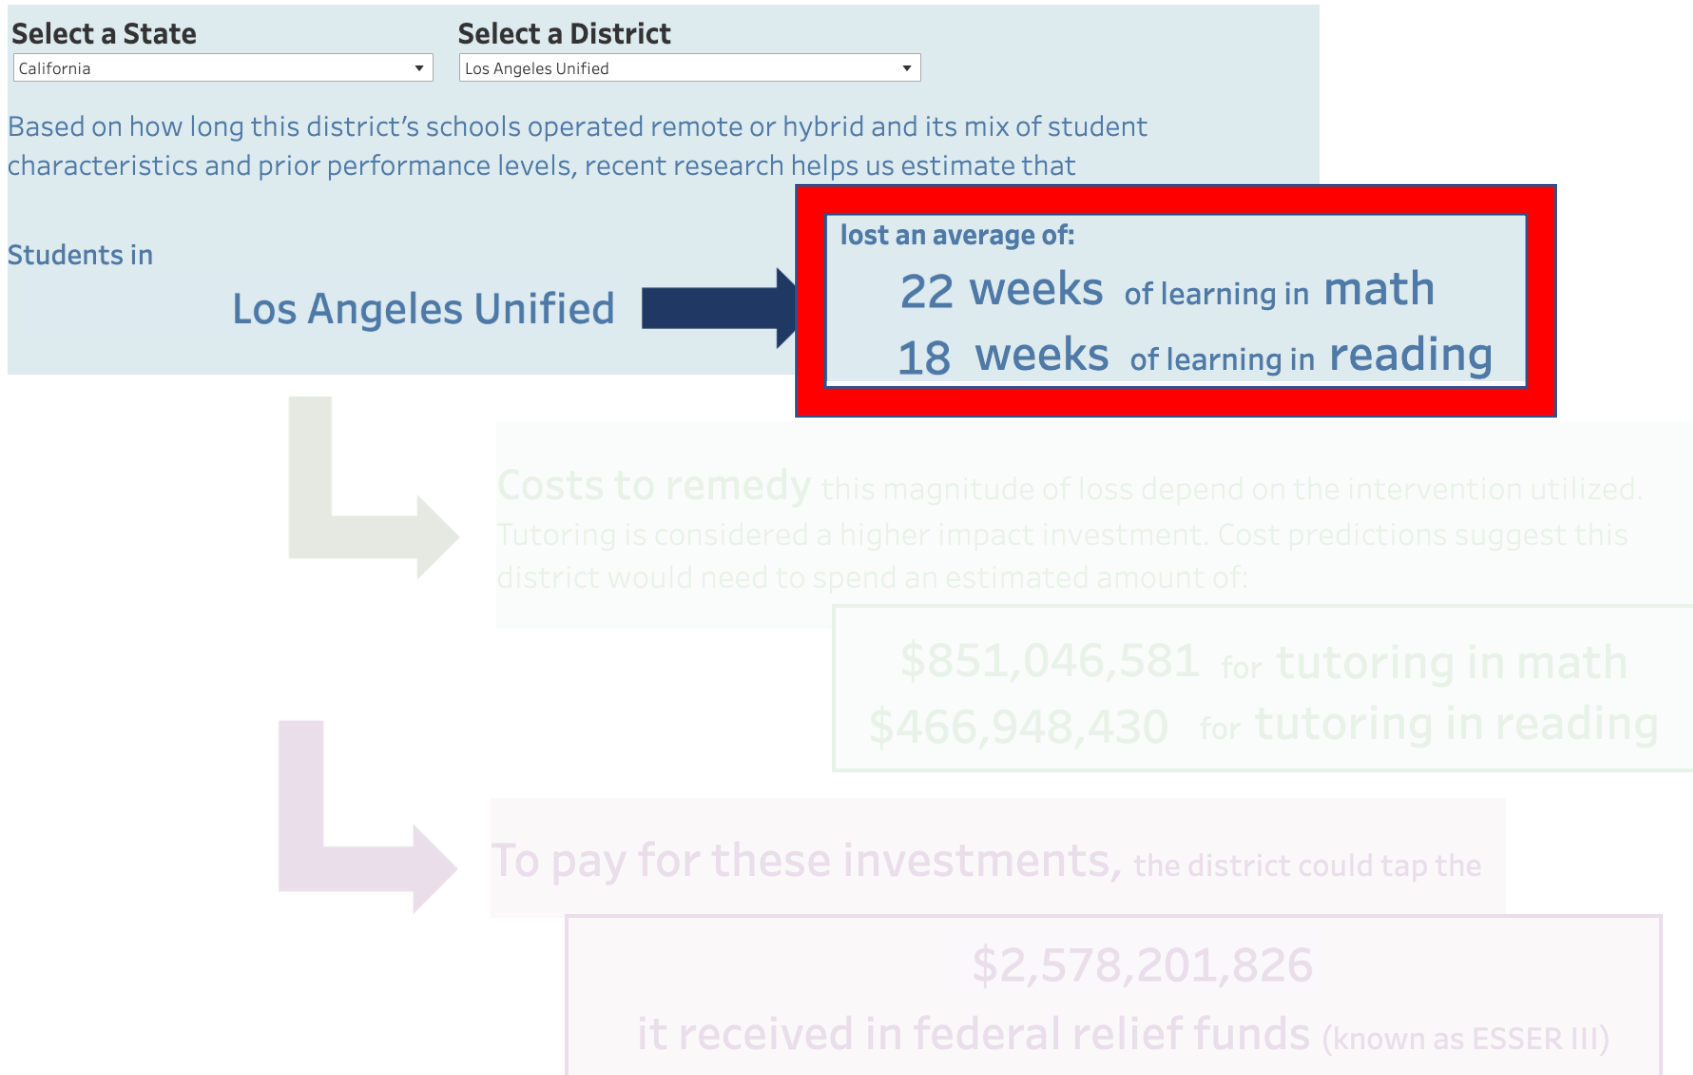 Select a State
Select a District
California
Los Angeles Unified
Based on how long this district's schools operated remote or hybrid and its mix of student
characteristics and prior performance levels, recent research helps us estimate that
Students in
Los Angeles Unified
lost an average of:
22 weeks of learning in math
18 weeks of learning in reading
Costs to remedy this magnitude of loss depend on the intervention utilized.
Tutoring is considered a higher impact investment. Cost predictions suggest this
district would need to spend an estimated amount of:
$851,046,581 for tutoring in math
$466,948,430 for tutoring in reading
To pay for these investments, the district could tap the
$2,578,201,826
it received in federal relief funds (known as ESSER III)